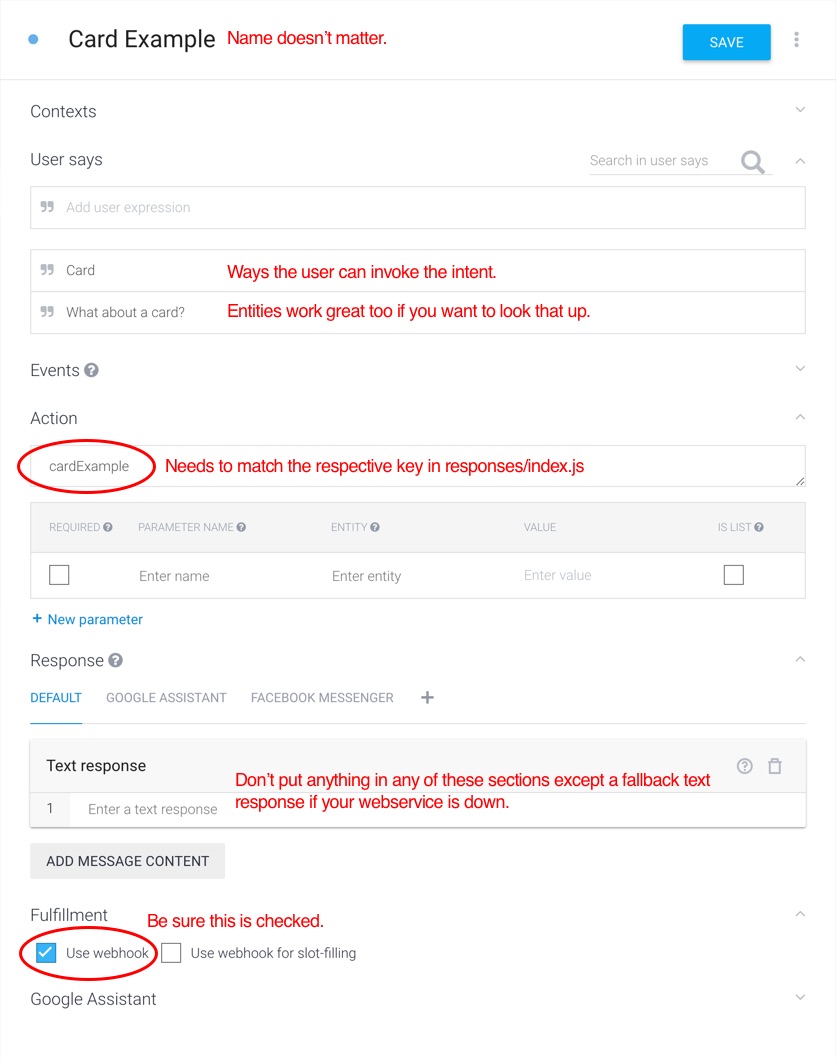 Card Example Name doesn't matter. SAVE
Contexts
User says Search in user says
Add user expression
Card Ways the user can invoke the intent.
What about a card? Entities work great too if you want to look that up.
Events ?
Action
cardExample Needs to match the respective key in responses/index.js
REQUIRED ? PARAMETER NAME ? ENTITY ? VALUE IS LIST ?
Enter name Enter entity Enter value
+ New parameter
Response ?
DEFAULT GOOGLE ASSISTANT FACEBOOK MESSENGER +
Text response ?
Don't put anything in any of these sections except a fallback text
response if your webservice is down.
1 Enter a text response
ADD MESSAGE CONTENT
Fulfillment Be sure this is checked.
Use webhook Use webhook for slot-filling
Google Assistant